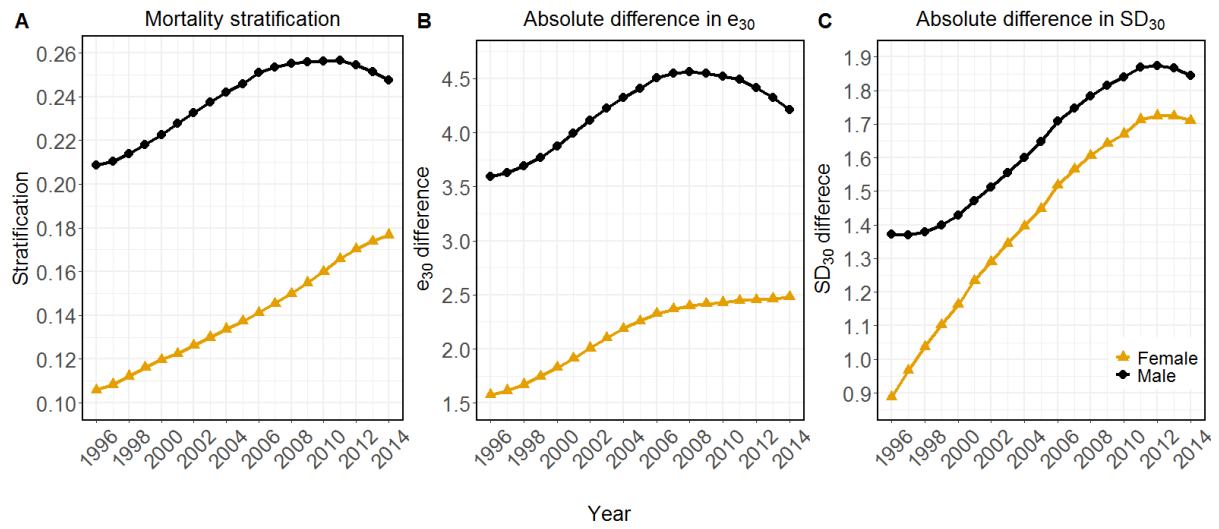 A Mortality stratification
Stratification
0.26
0.24
0.22
0.20
0.18
0.16
0.14
0.12
0.10
1996 1998 2000 2002 2004 2006 2008 2010 2012 2014
B Absolute difference in e30
e30 difference
4.5
4.0
3.5
3.0
2.5
2.0
1.5
1996 1998 2000 2002 2004 2006 2008 2010 2012 2014
C Absolute difference in SD30
SD30 differece
1.9
1.8
1.7
1.6
1.5
1.4
1.3
1.2
1.1
1.0
0.9
Female
Male
1996 1998 2000 2002 2004 2006 2008 2010 2012 2014
Year